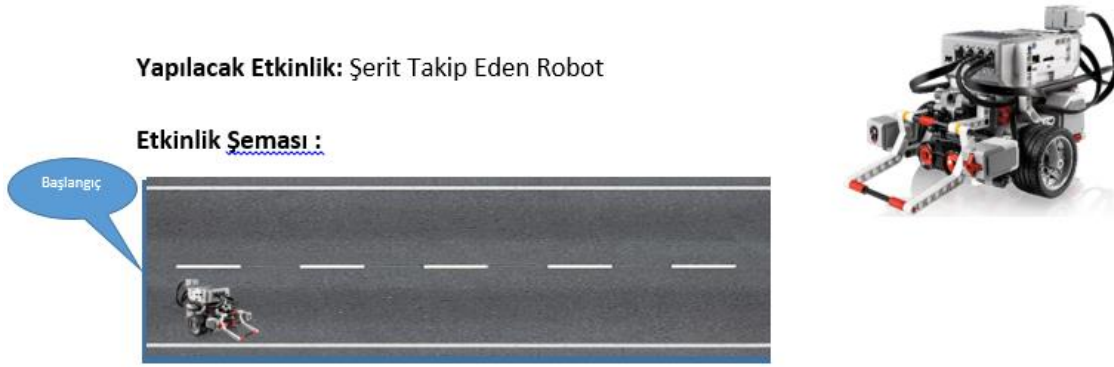 Yapılacak Etkinlik: Şerit Takip Eden Robot
Etkinlik Şeması :
Başlangıç